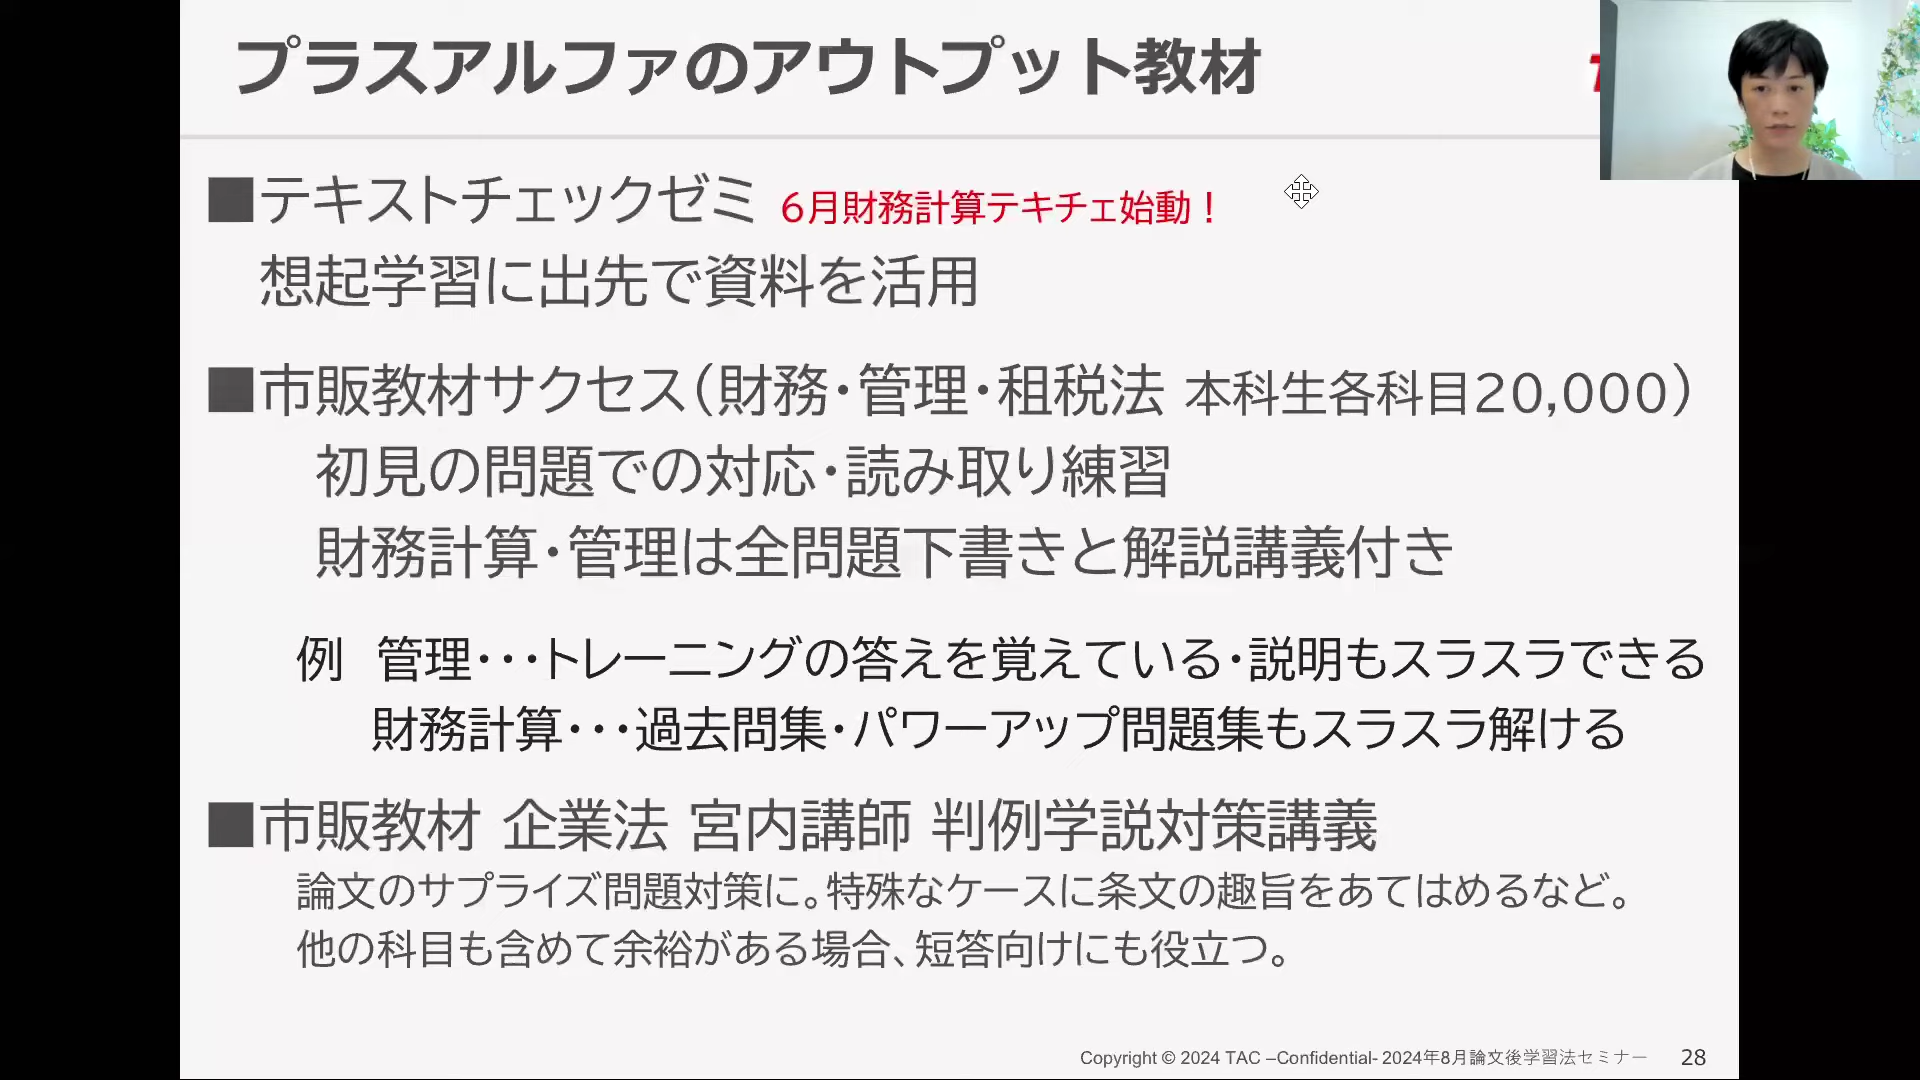 プラスアルファのアウトプット教材
■テキストチェックゼミ 6月財務計算テキチェ始動！
想起学習に出先で資料を活用
■市販教材サクセス（財務・管理・租税法 本科生各科目20,000）
初見の問題での対応・読み取り練習
財務計算・管理は全問題下書きと解説講義付き
例 管理・・・トレーニングの答えを覚えている・説明もスラスラできる
財務計算・・・過去問集・パワーアップ問題集もスラスラ解ける
■市販教材 企業法 宮内講師 判例学説対策講義
論文のサプライズ問題対策に。特殊なケースに条文の趣旨をあてはめるなど。
他の科目も含めて余裕がある場合、短答向けにも役立つ。
Copyright © 2024 TAC –Confidential- 2024年8月論文後学習法セミナー 28